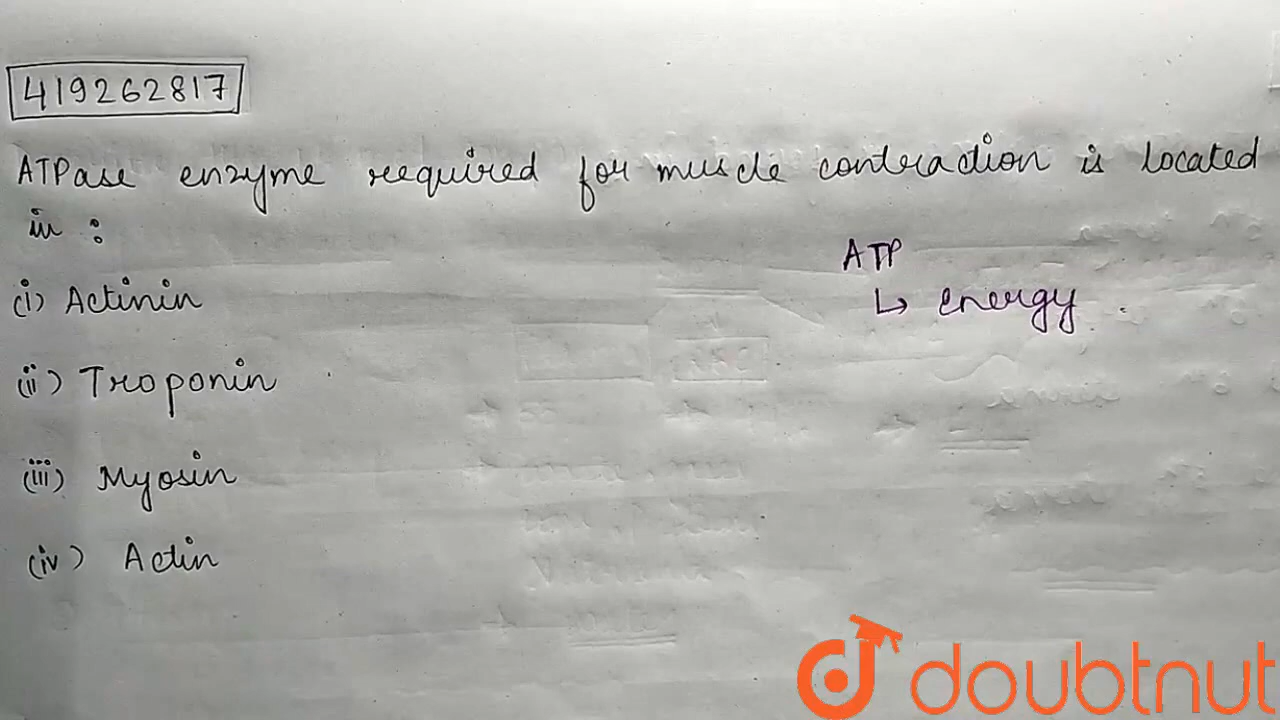 419262817
ATPase enzyme required for muscle contraction is located
in :
ATP
↳ energy
(i) Actinin
(ii) Troponin
(iii) Myosin
(iv) Actin
doubtnut